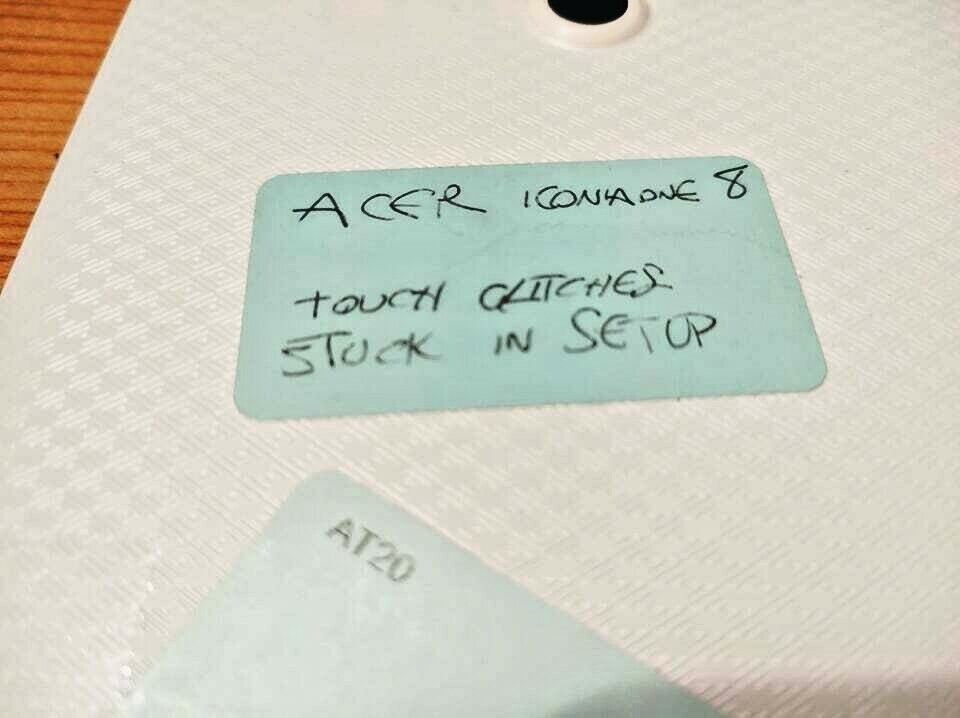 ACER ICONIA ONE 8
TOUCH GLITCHES
STUCK IN SETUP
AT20